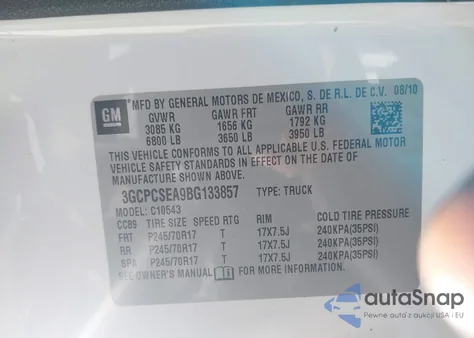 GM
*MFD BY GENERAL MOTORS DE MEXICO, S. DE R.L. DE C.V. 08/10
GVWR GAWR FRT GAWR RR
3085 KG 1656 KG 1792 KG
6800 LB 3650 LB 3950 LB
THIS VEHICLE CONFORMS TO ALL APPLICABLE U.S. FEDERAL MOTOR
VEHICLE SAFETY STANDARDS IN EFFECT ON THE DATE OF
MANUFACTURE SHOWN ABOVE.
3GCPCSEA9BG133857 TYPE: TRUCK
MODEL: C10543
CC89 TIRE SIZE SPEED RTG RIM COLD TIRE PRESSURE
FRT P245/70R17 T 17X7.5J 240KPA(35PSI)
RR P245/70R17 T 17X7.5J 240KPA(35PSI)
SPA P245/70R17 T 17X7.5J 240KPA(35PSI)
SEE OWNER'S MANUAL FOR MORE INFORMATION.
autoSnap
Pewne auta z aukcji USA i EU